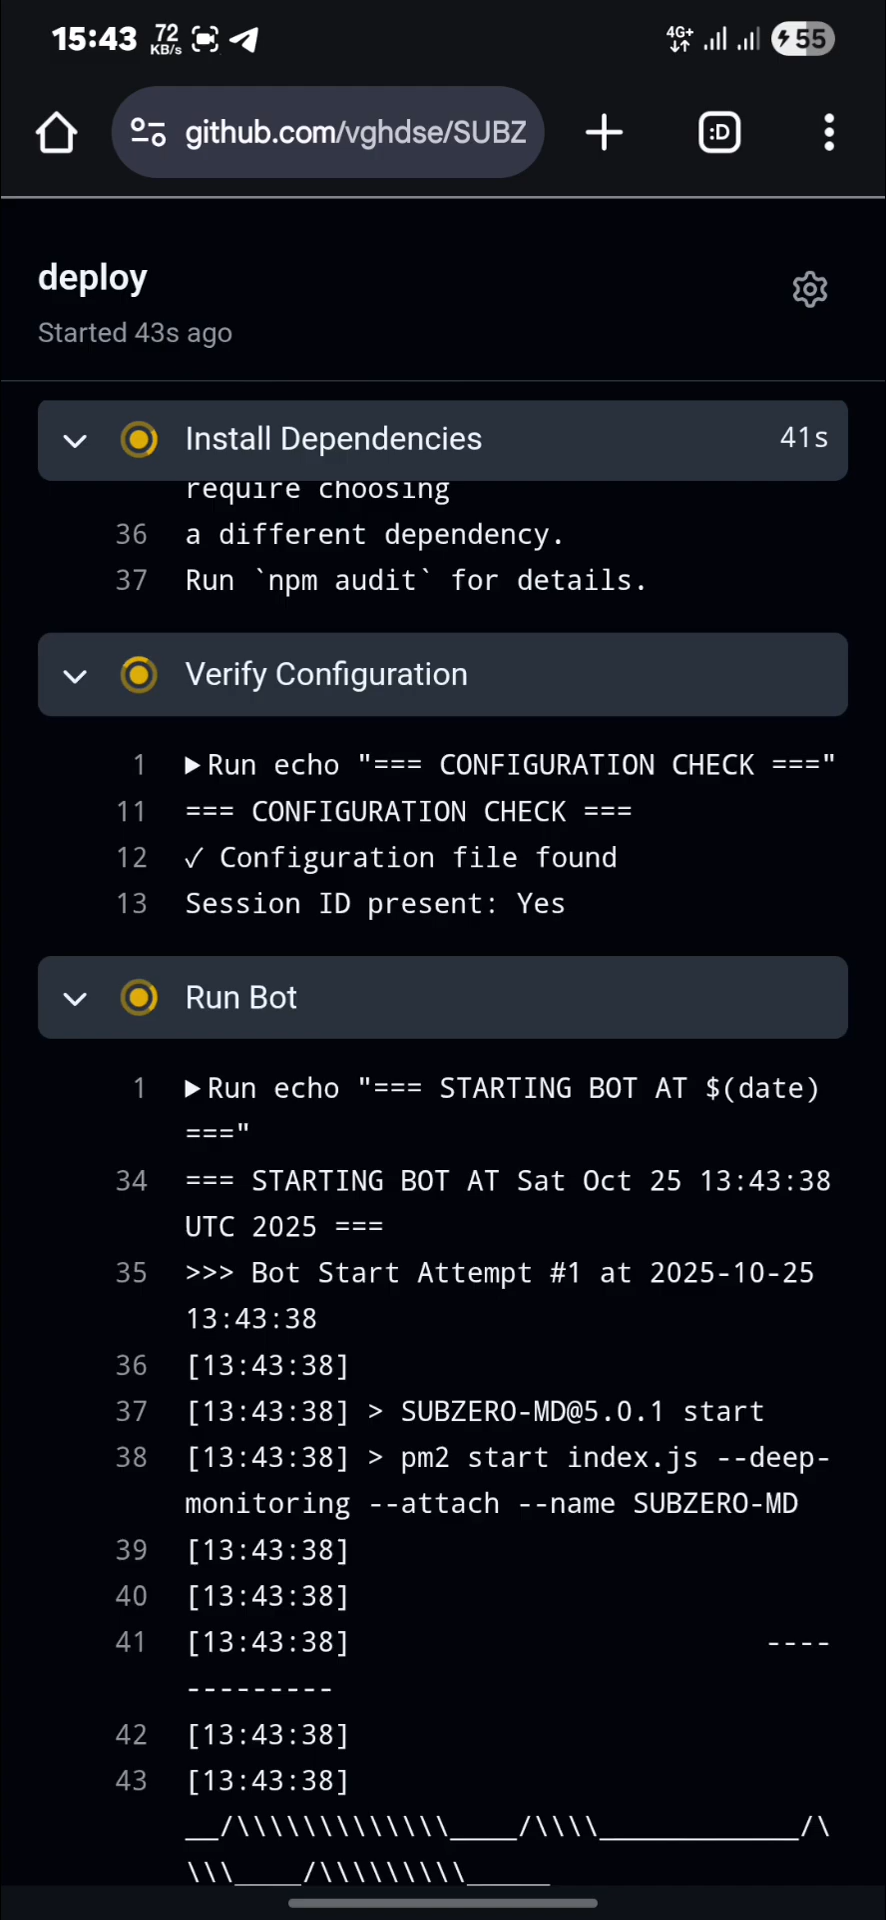 15:43 72 KB/s 4G+ 55
github.com/vghdse/SUBZ :D
deploy
Started 43s ago
Install Dependencies 41s
require choosing
36 a different dependency.
37 Run `npm audit` for details.
Verify Configuration
1 Run echo "=== CONFIGURATION CHECK ==="
11 === CONFIGURATION CHECK ===
12 ✓ Configuration file found
13 Session ID present: Yes
Run Bot
1 Run echo "=== STARTING BOT AT $(date)
==="
34 === STARTING BOT AT Sat Oct 25 13:43:38
UTC 2025 ===
35 >>> Bot Start Attempt #1 at 2025-10-25
13:43:38
36 [13:43:38]
37 [13:43:38] > SUBZERO-MD@5.0.1 start
38 [13:43:38] > pm2 start index.js --deep-
monitoring --attach --name SUBZERO-MD
39 [13:43:38]
40 [13:43:38]
41 [13:43:38] ----
---------
42 [13:43:38]
43 [13:43:38]
__/\\\\\\\\\\\\\____/\\\\____________/\
\\\____/\\\\\\\\\_____